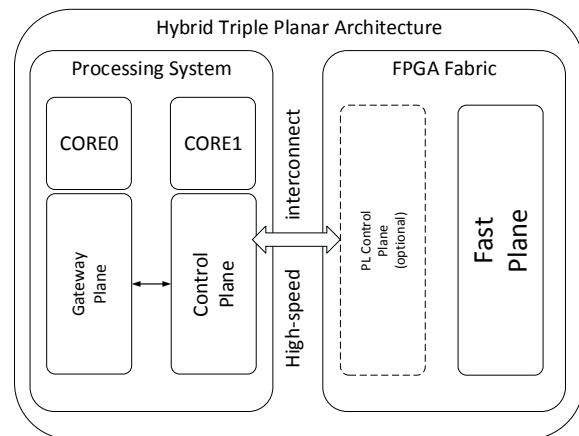 Hybrid Triple Planar Architecture
Processing System
CORE0
CORE1
Gateway
Plane
Control
Plane
High-speed
interconnect
FPGA Fabric
PL Control
Plane
(optional)
Fast
Plane